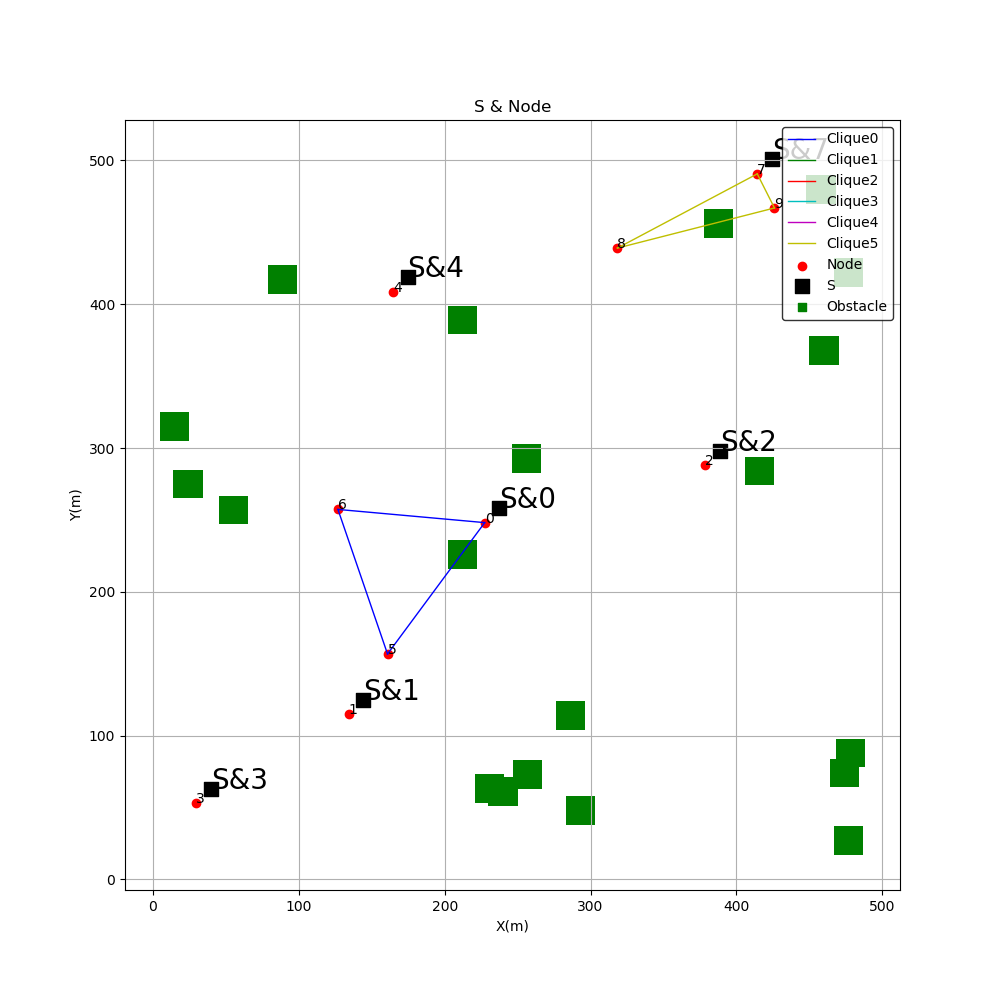 S & Node
500
400
300
200
100
0
Y(m)
0
100
200
300
400
500
X(m)
Clique0
Clique1
Clique2
Clique3
Clique4
Clique5
Node
S
Obstacle
S&7
7
9
8
S&4
4
S&2
2
S&0
0
6
5
S&1
1
S&3
3